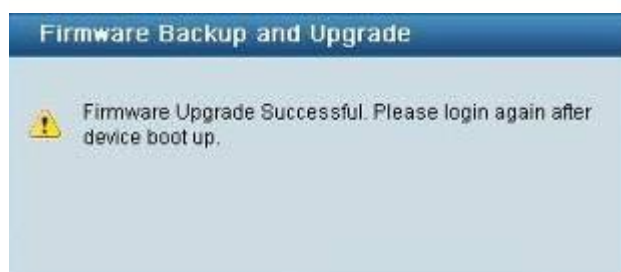 Firmware Backup and Upgrade
Firmware Upgrade Successful. Please login again after
device boot up.